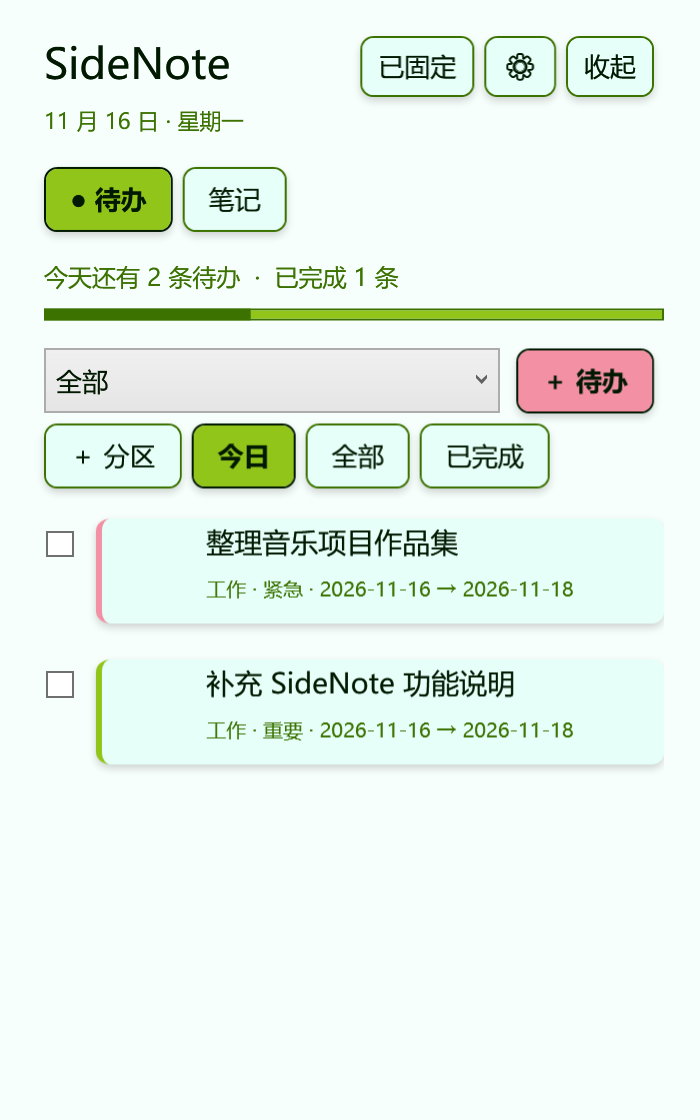 SideNote
已固定
收起
11 月 16 日 · 星期一
● 待办
笔记
今天还有 2 条待办 · 已完成 1 条
全部
+ 待办
+ 分区
今日
全部
已完成
整理音乐项目作品集
工作 · 紧急 · 2026-11-16 → 2026-11-18
补充 SideNote 功能说明
工作 · 重要 · 2026-11-16 → 2026-11-18